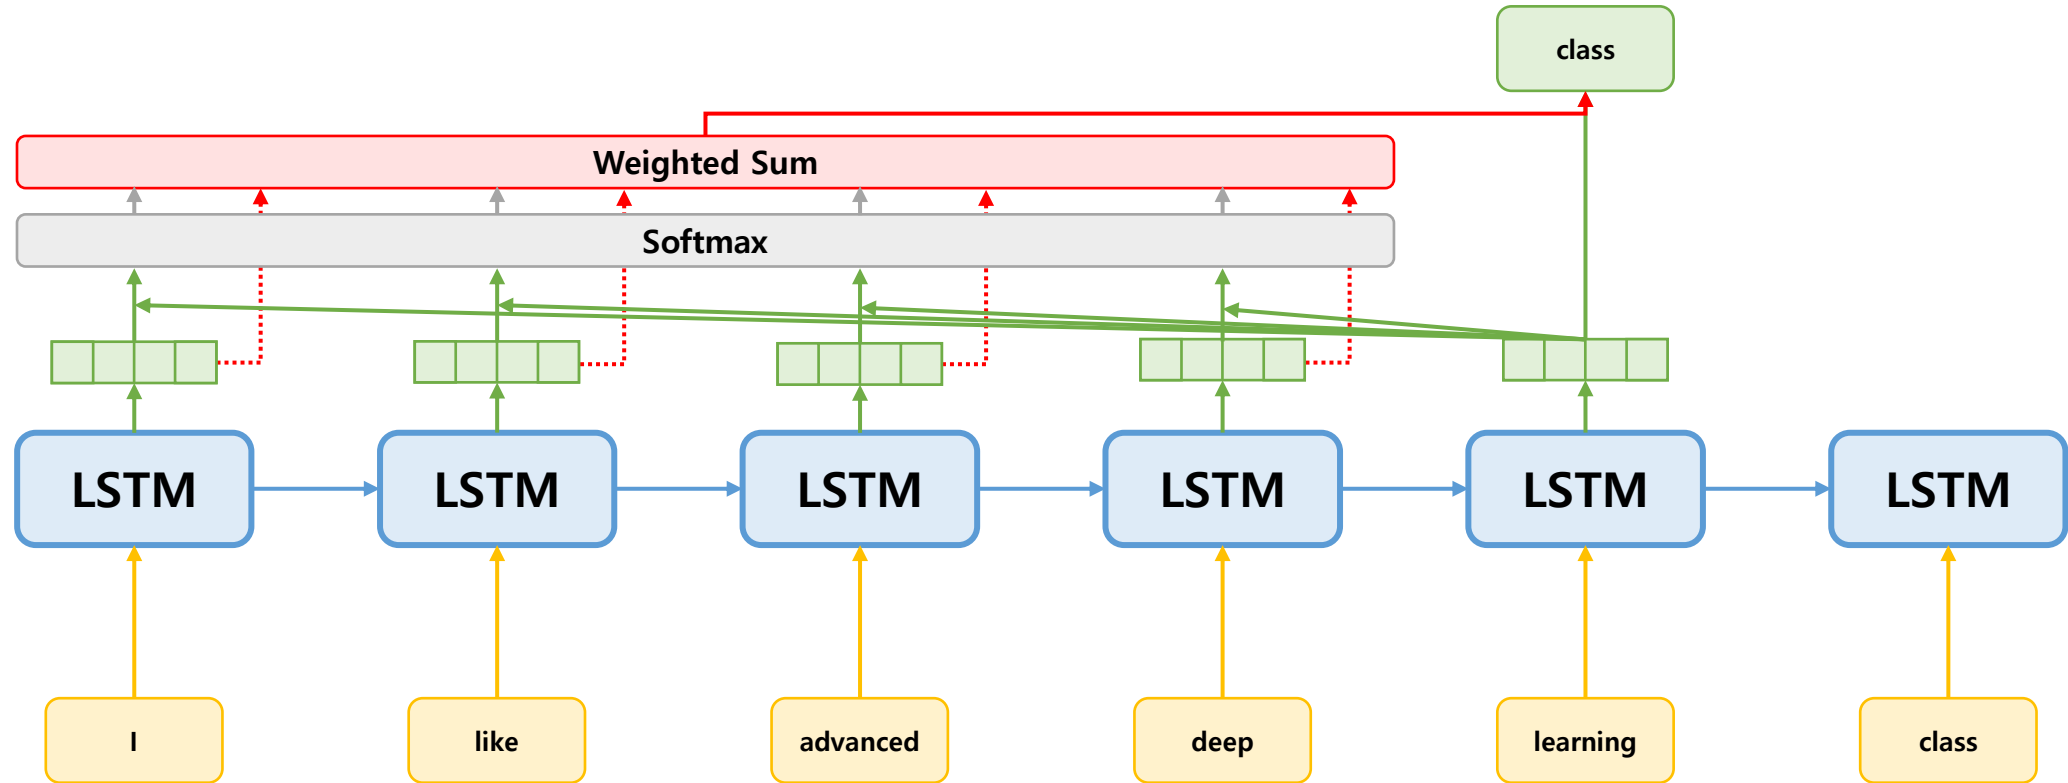 class
Weighted Sum
Softmax
LSTM
LSTM
LSTM
LSTM
LSTM
LSTM
I
like
advanced
deep
learning
class